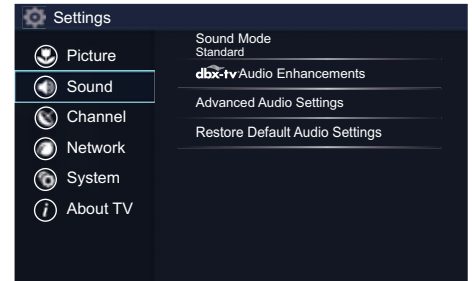 Settings
Picture
Sound
Channel
Network
System
About TV
Sound Mode
Standard
dbx-tv Audio Enhancements
Advanced Audio Settings
Restore Default Audio Settings